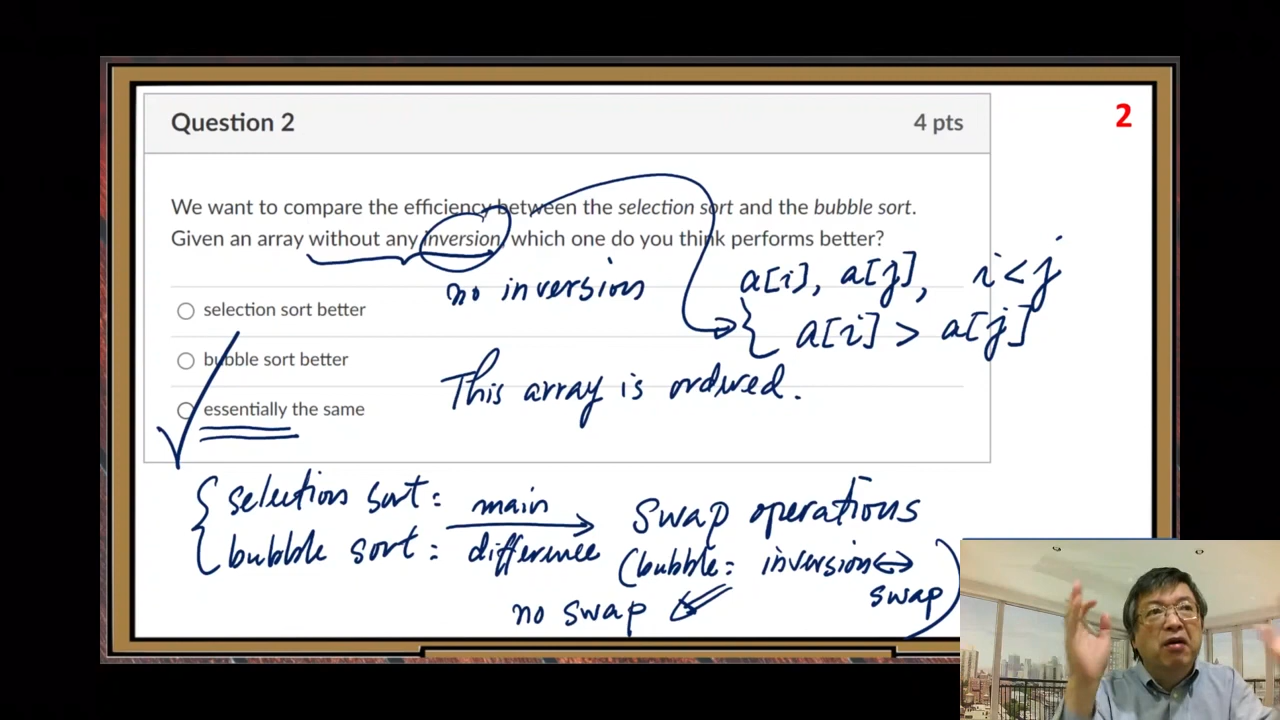 Question 2
4 pts
2
We want to compare the efficiency between the selection sort and the bubble sort.
Given an array without any inversion, which one do you think performs better?
no inversion
a[i], a[j], i<j
{ a[i] > a[j]
selection sort better
bubble sort better
essentially the same
This array is ordered.
{ selection sort: main
{ bubble sort: difference
swap operations
(bubble: inversion ↔
swap)
no swap